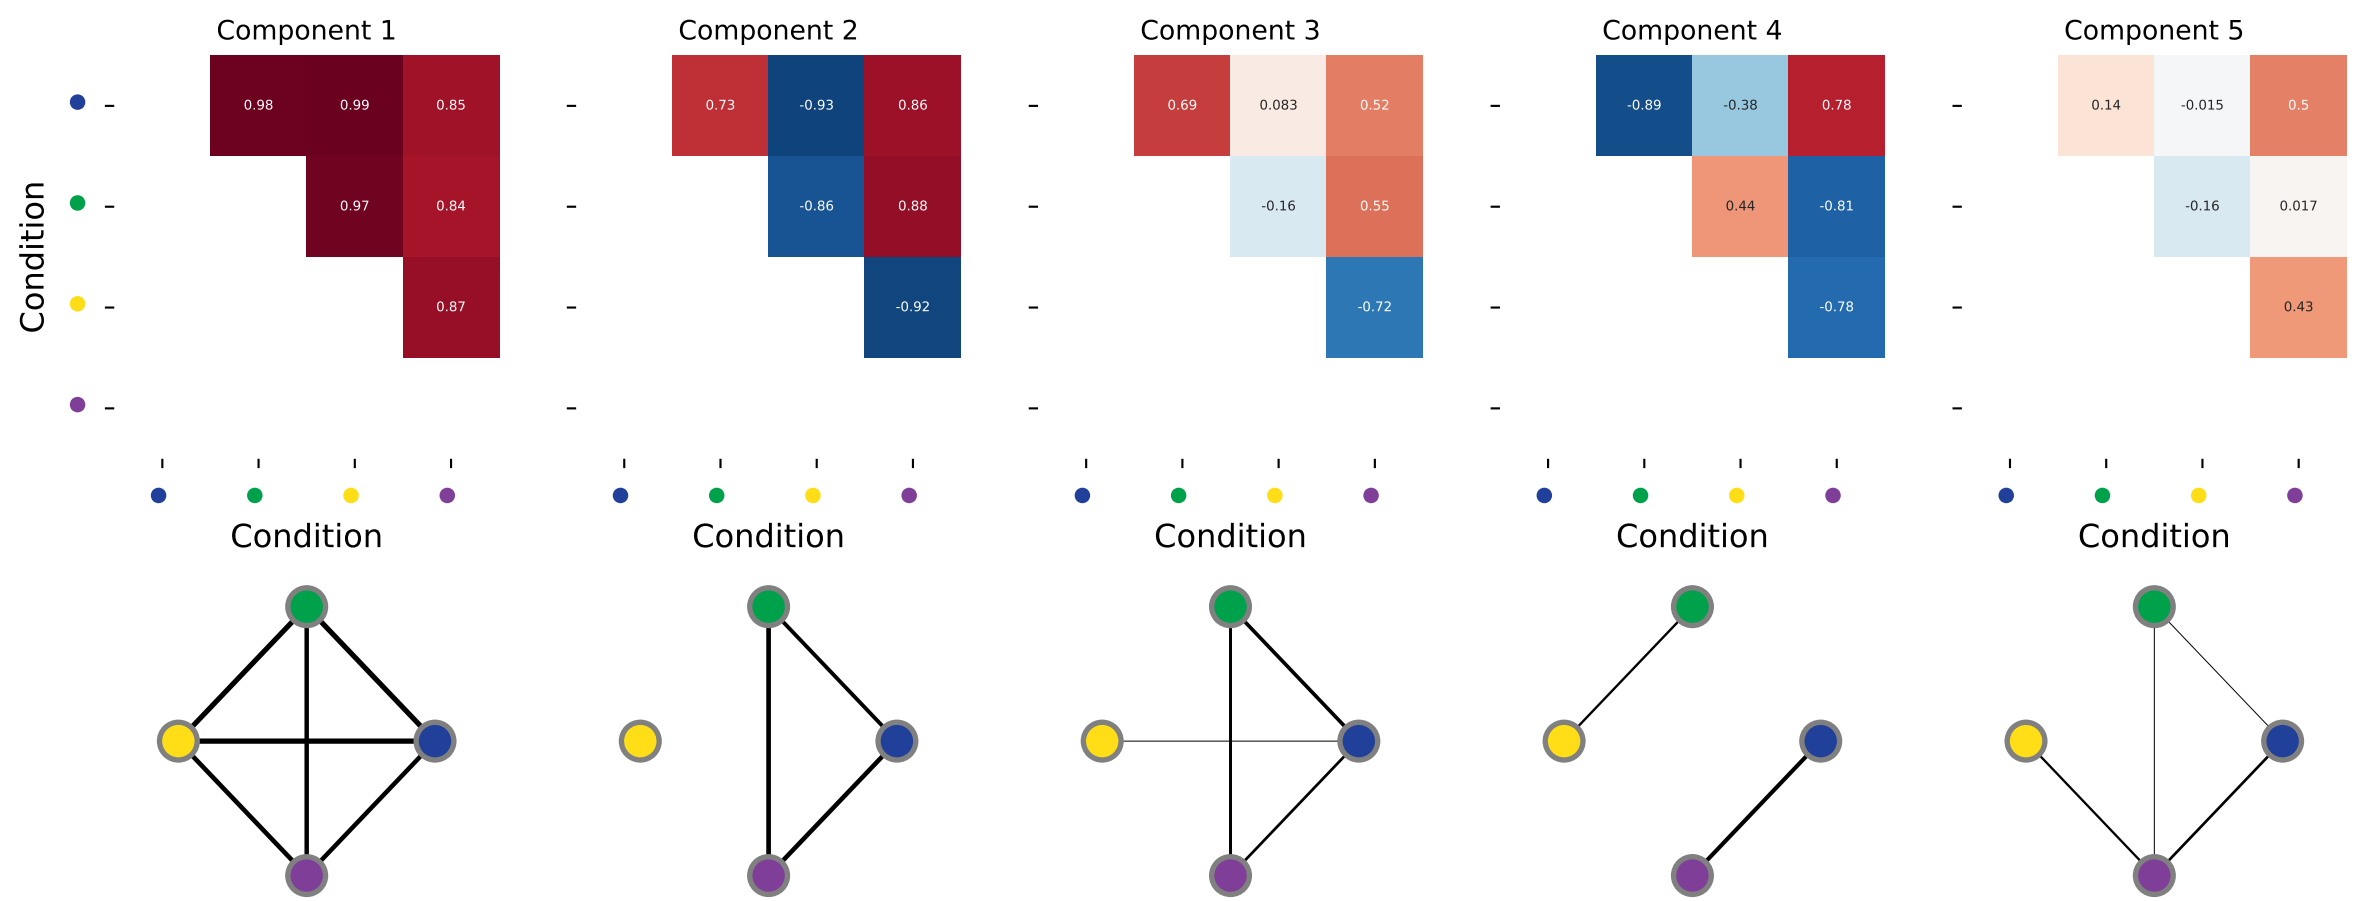 Component 1 Component 2 Component 3 Component 4 Component 5
0.98 0.99 0.85 0.73 -0.93 0.86 0.69 0.083 0.52 -0.89 -0.38 0.78 0.14 -0.015 0.5
0.97 0.84 -0.86 0.88 -0.16 0.55 0.44 -0.81 -0.16 0.017
0.87 -0.92 -0.72 -0.78 0.43
Condition
Condition Condition Condition Condition Condition